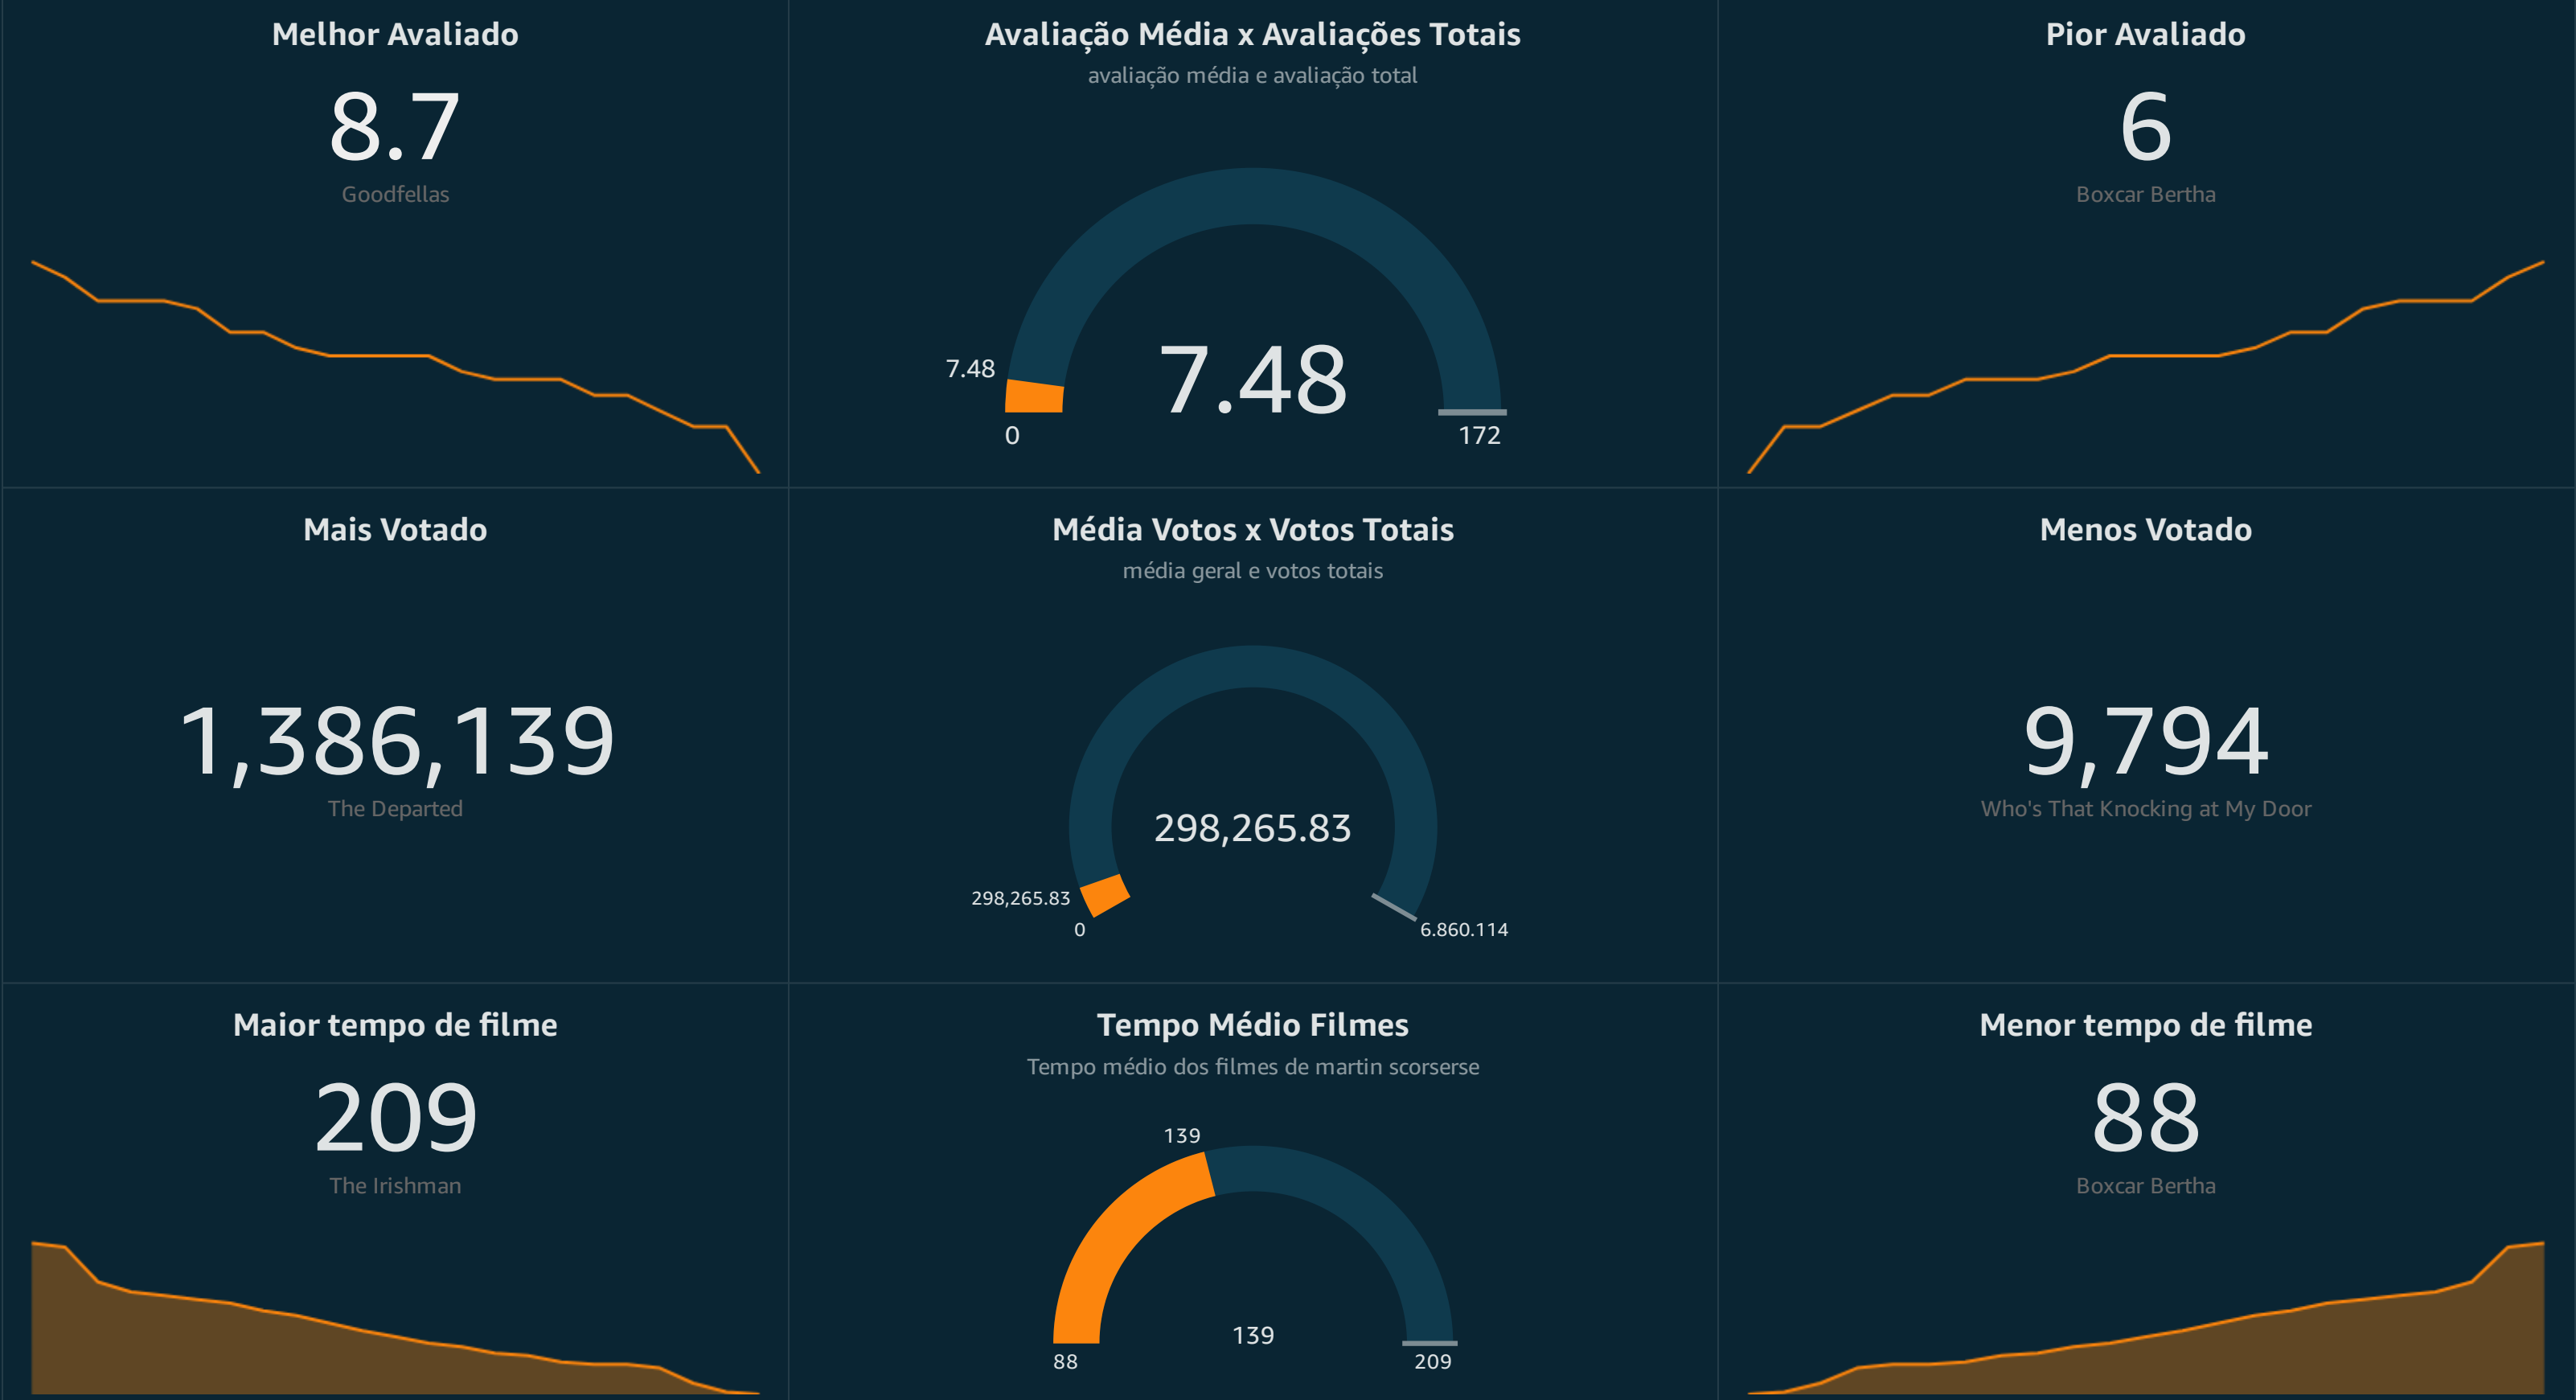 Melhor Avaliado
8.7
Goodfellas
Avaliação Média x Avaliações Totais
avaliação média e avaliação total
7.48
7.48
0
172
Pior Avaliado
6
Boxcar Bertha
Mais Votado
1,386,139
The Departed
Média Votos x Votos Totais
média geral e votos totais
298,265.83
298,265.83
0
6.860.114
Menos Votado
9,794
Who's That Knocking at My Door
Maior tempo de filme
209
The Irishman
Tempo Médio Filmes
Tempo médio dos filmes de martin scorserse
139
139
88
209
Menor tempo de filme
88
Boxcar Bertha